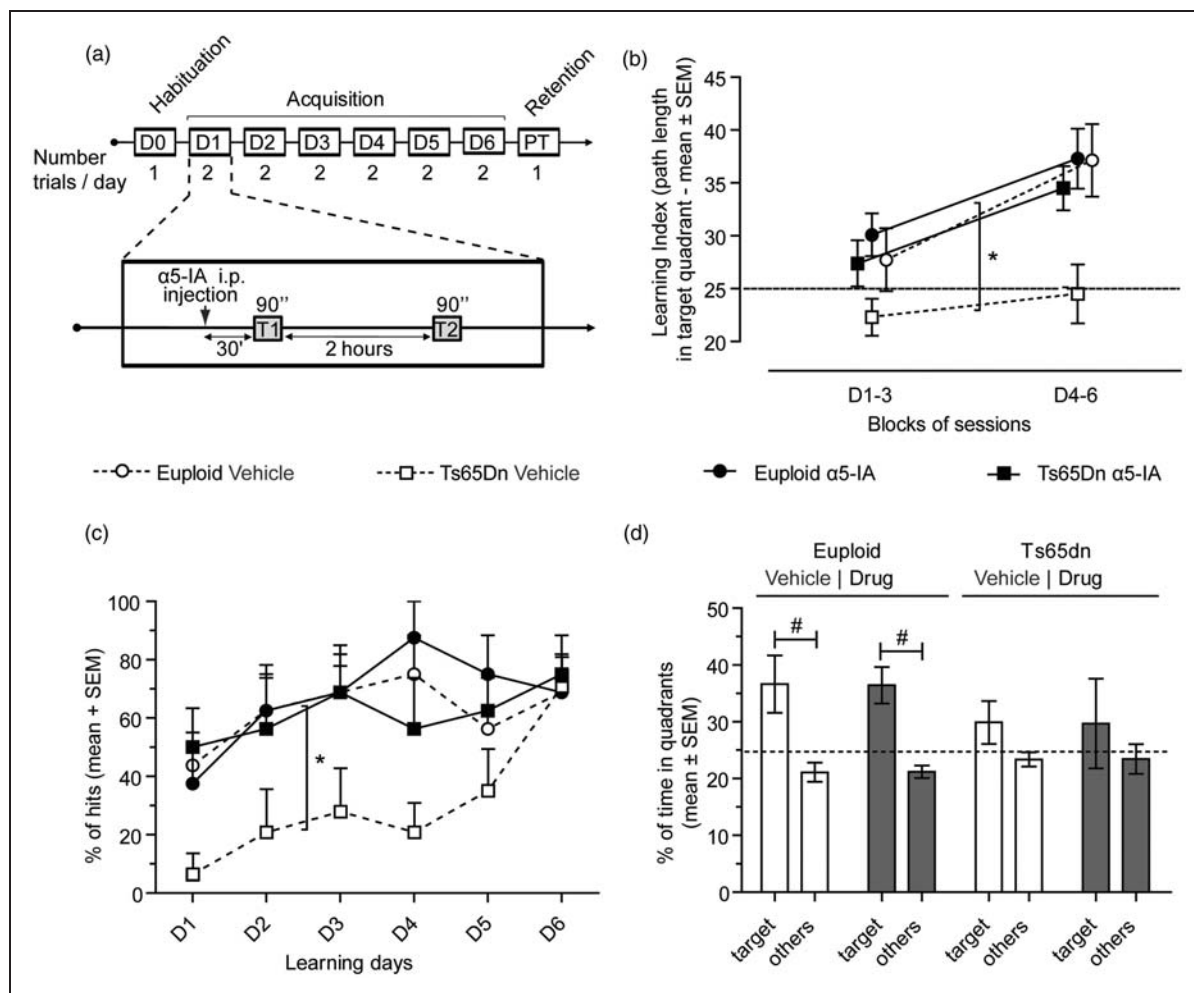 (a)
Habituation
Acquisition
Retention
D0 D1 D2 D3 D4 D5 D6 PT
Number
trials / day
1 2 2 2 2 2 2 1
α5-IA i.p.
injection
90'' 90''
T1 T2
30' 2 hours
(b)
Learning Index (path length
in target quadrant - mean ± SEM)
45
40
35
30
25
20
*
D1-3 D4-6
Blocks of sessions
Euploid Vehicle Ts65Dn Vehicle Euploid α5-IA Ts65Dn α5-IA
(c)
% of hits (mean + SEM)
100
80
60
40
20
0
*
D1 D2 D3 D4 D5 D6
Learning days
(d)
Euploid Ts65dn
Vehicle | Drug Vehicle | Drug
% of time in quadrants
(mean ± SEM)
50
40
30
20
10
0
# #
target others target others target others target others